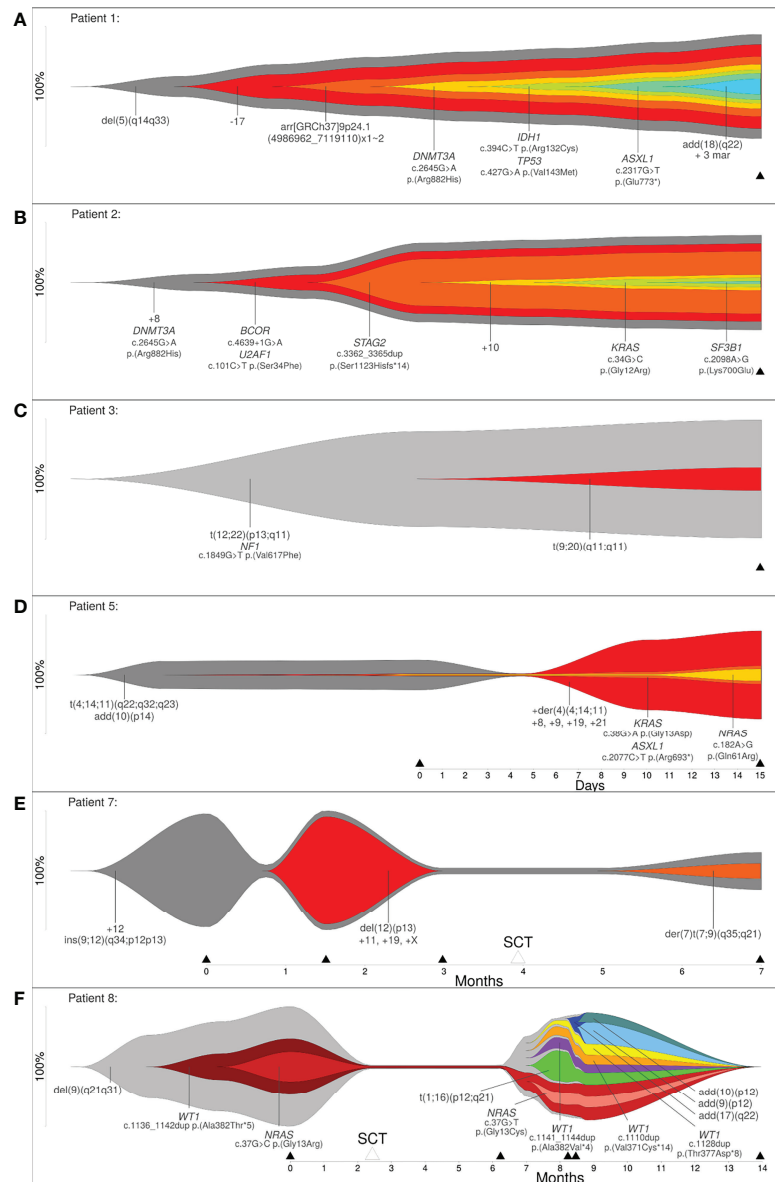 A
Patient 1:
100%
del(5)(q14q33)
-17
arr[GRCh37]9p24.1
(4986962_7119110)x1~2
DNMT3A
c.2645G>A
p.(Arg882His)
IDH1
c.394C>T p.(Arg132Cys)
TP53
c.427G>A p.(Val143Met)
ASXL1
c.2317G>T
p.(Glu773*)
add(18)(q22)
+ 3 mar
B
Patient 2:
100%
+8
DNMT3A
c.2645G>A
p.(Arg882His)
BCOR
c.4639+1G>A
U2AF1
c.101C>T p.(Ser34Phe)
STAG2
c.3362_3365dup
p.(Ser1123Hisfs*14)
+10
KRAS
c.34G>C
p.(Gly12Arg)
SF3B1
c.2098A>G
p.(Lys700Glu)
C
Patient 3:
100%
t(12;22)(p13;q11)
NF1
c.1849G>T p.(Val617Phe)
t(9;20)(q11;q11)
D
Patient 5:
100%
t(4;14;11)(q22;q32;q23)
add(10)(p14)
+der(4)(4;14;11)
+8, +9, +19, +21
KRAS
c.38G>A p.(Gly13Asp)
ASXL1
c.2077C>T p.(Arg693*)
NRAS
c.182A>G
p.(Gln61Arg)
0 1 2 3 4 5 6 7 8 9 10 11 12 13 14 15
Days
E
Patient 7:
100%
+12
ins(9;12)(q34;p12p13)
del(12)(p13)
+11, +19, +X
SCT
der(7)t(7;9)(q35;q21)
0 1 2 3 4 5 6 7
Months
F
Patient 8:
100%
del(9)(q21q31)
WT1
c.1136_1142dup p.(Ala382Thr*5)
NRAS
c.37G>C p.(Gly13Arg)
SCT
t(1;16)(p12;q21)
NRAS
c.37G>T
p.(Gly13Cys)
WT1
c.1141_1144dup
p.(Ala382Val*4)
WT1
c.1110dup
p.(Val371Cys*14)
add(10)(p12)
add(9)(p12)
add(17)(q22)
WT1
c.1128dup
p.(Thr377Asp*8)
0 1 2 3 4 5 6 7 8 9 10 11 12 13 14
Months